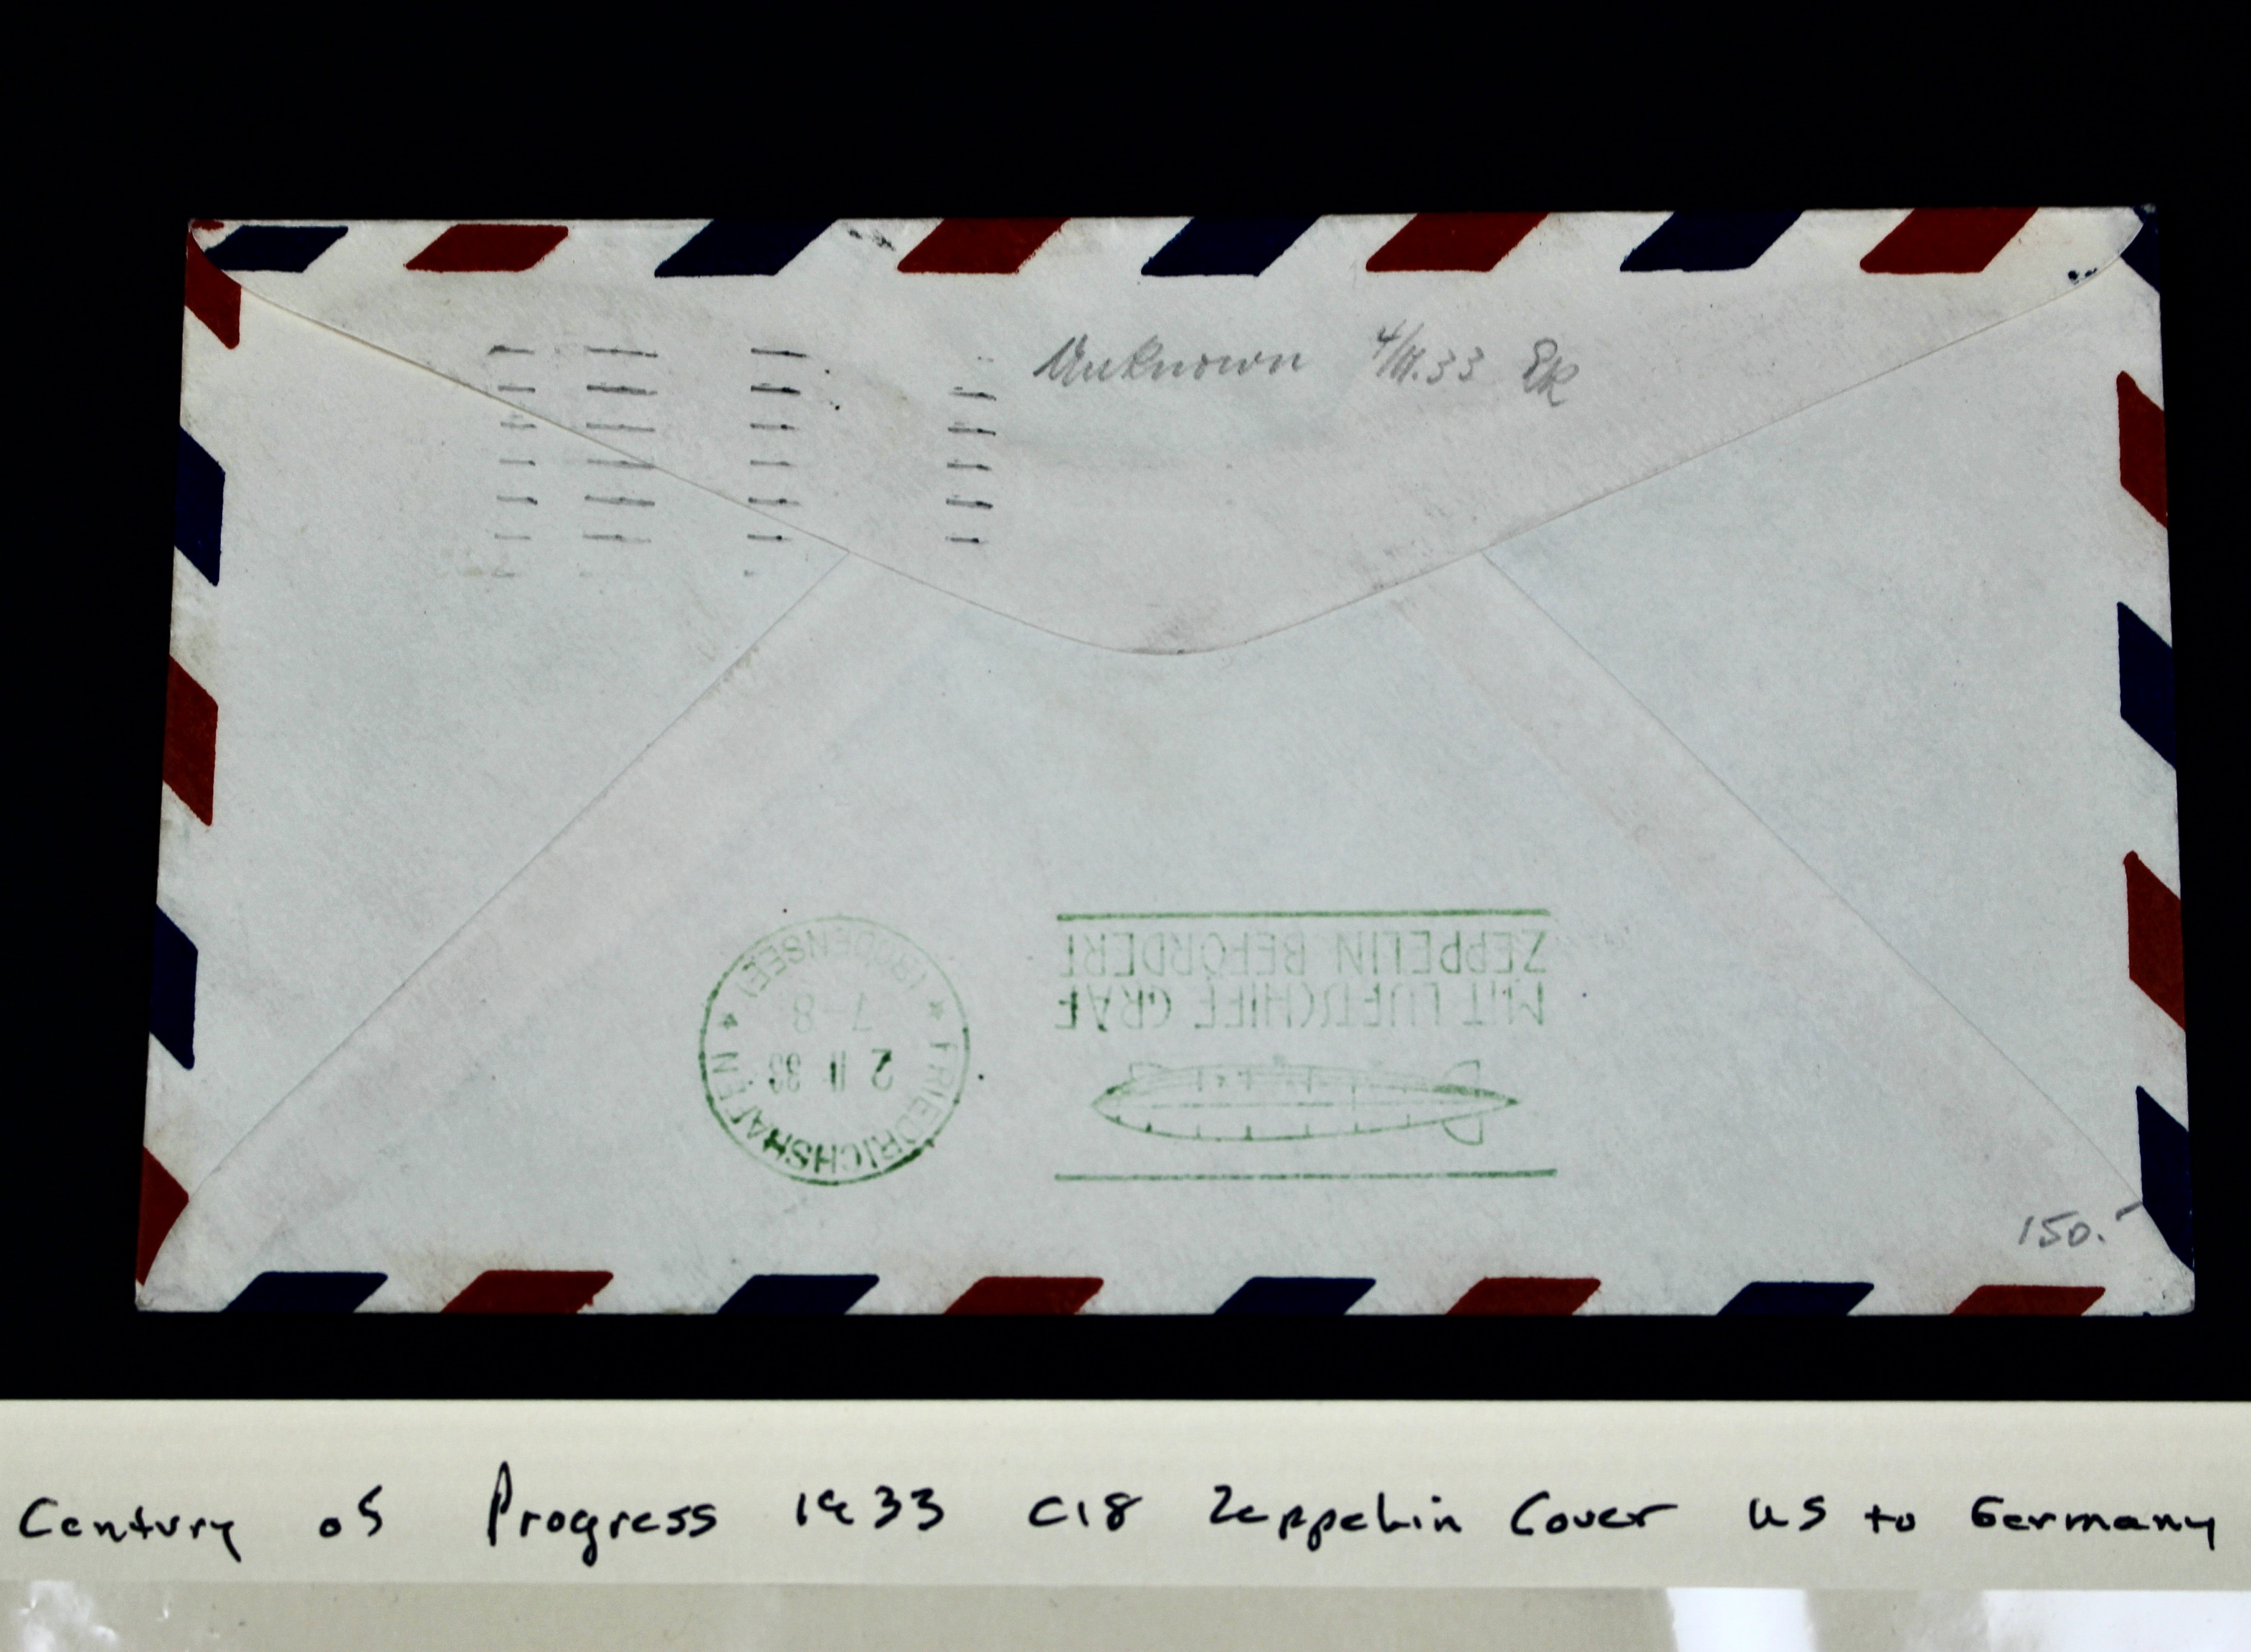 Unknown 4/11.33 ER
MIT LUFTSCHIFF GRAF
ZEPPELIN BEFÖRDERT
FRIEDRICHSHAFEN
2 11 33
7-8
(BODENSEE)
150.-
Century of Progress 1933 C18 Zeppelin Cover US to Germany